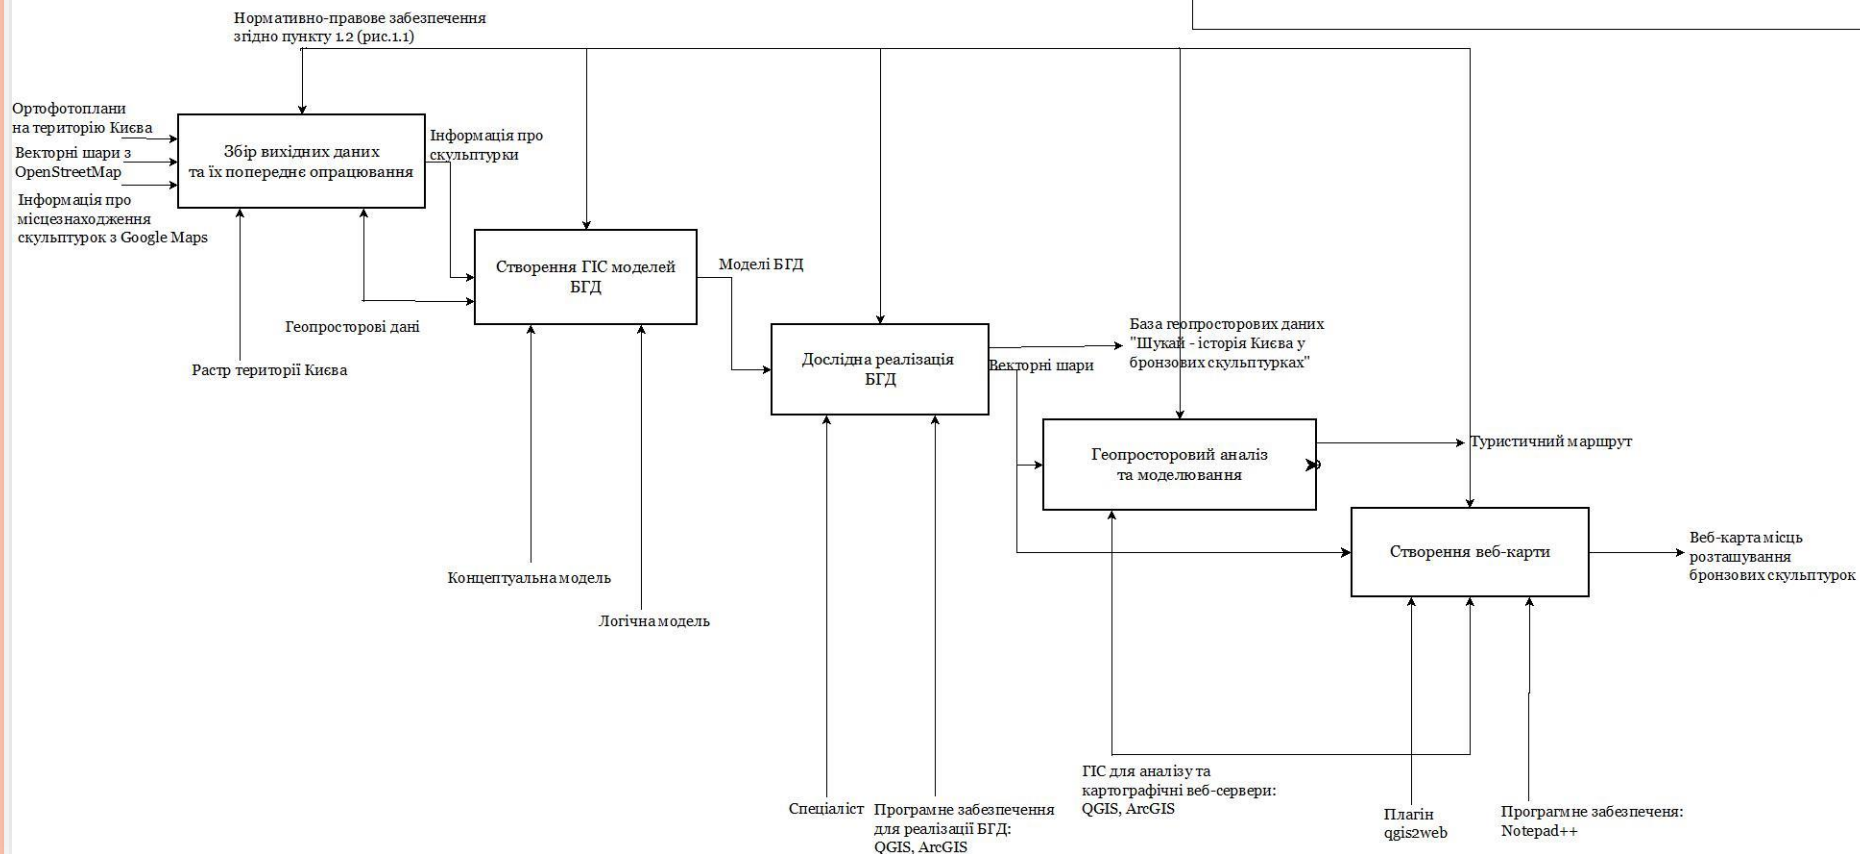 Нормативно-правове забезпечення
згідно пункту 1.2 (рис.1.1)
Ортофотоплани
на територію Києва
Векторні шари з
OpenStreetMap
Інформація про
місцезнаходження
скульптурок з Google Maps
Збір вихідних даних
та їх попереднє опрацювання
Інформація про
скульптурки
Створення ГІС моделей
БГД
Моделі БГД
Геопросторові дані
Растр території Києва
Дослідна реалізація
БГД
База геопросторових даних
"Шукай - історія Києва у
бронзових скульптурках"
Векторні шари
Геопросторовий аналіз
та моделювання
Туристичний маршрут
Створення веб-карти
Веб-карта місць
розташування
бронзових скульптурок
Концептуальна модель
Логічна модель
Спеціаліст
Програмне забезпечення
для реалізації БГД:
QGIS, ArcGIS
ГІС для аналізу та
картографічні веб-сервери:
QGIS, ArcGIS
Плагін
qgis2web
Програгмне забезпеченя:
Notepad++